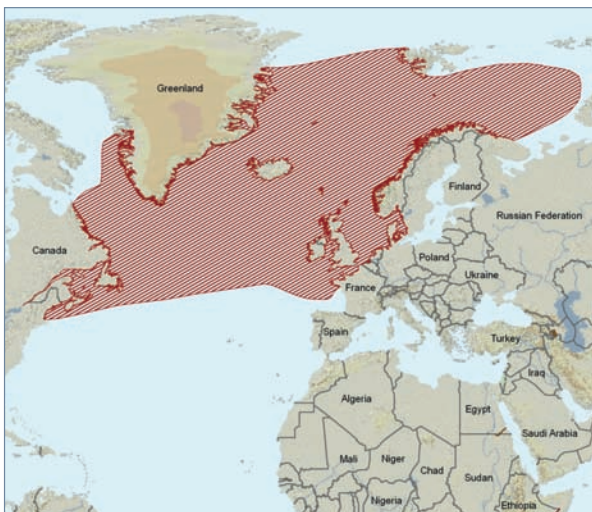 Greenland
Finland
Russian Federation
Canada
Poland
Ukraine
France
Spain
Turkey
Iraq
Algeria
Egypt
Saudi Arabia
Mali
Niger
Chad
Sudan
Nigeria
Ethiopia